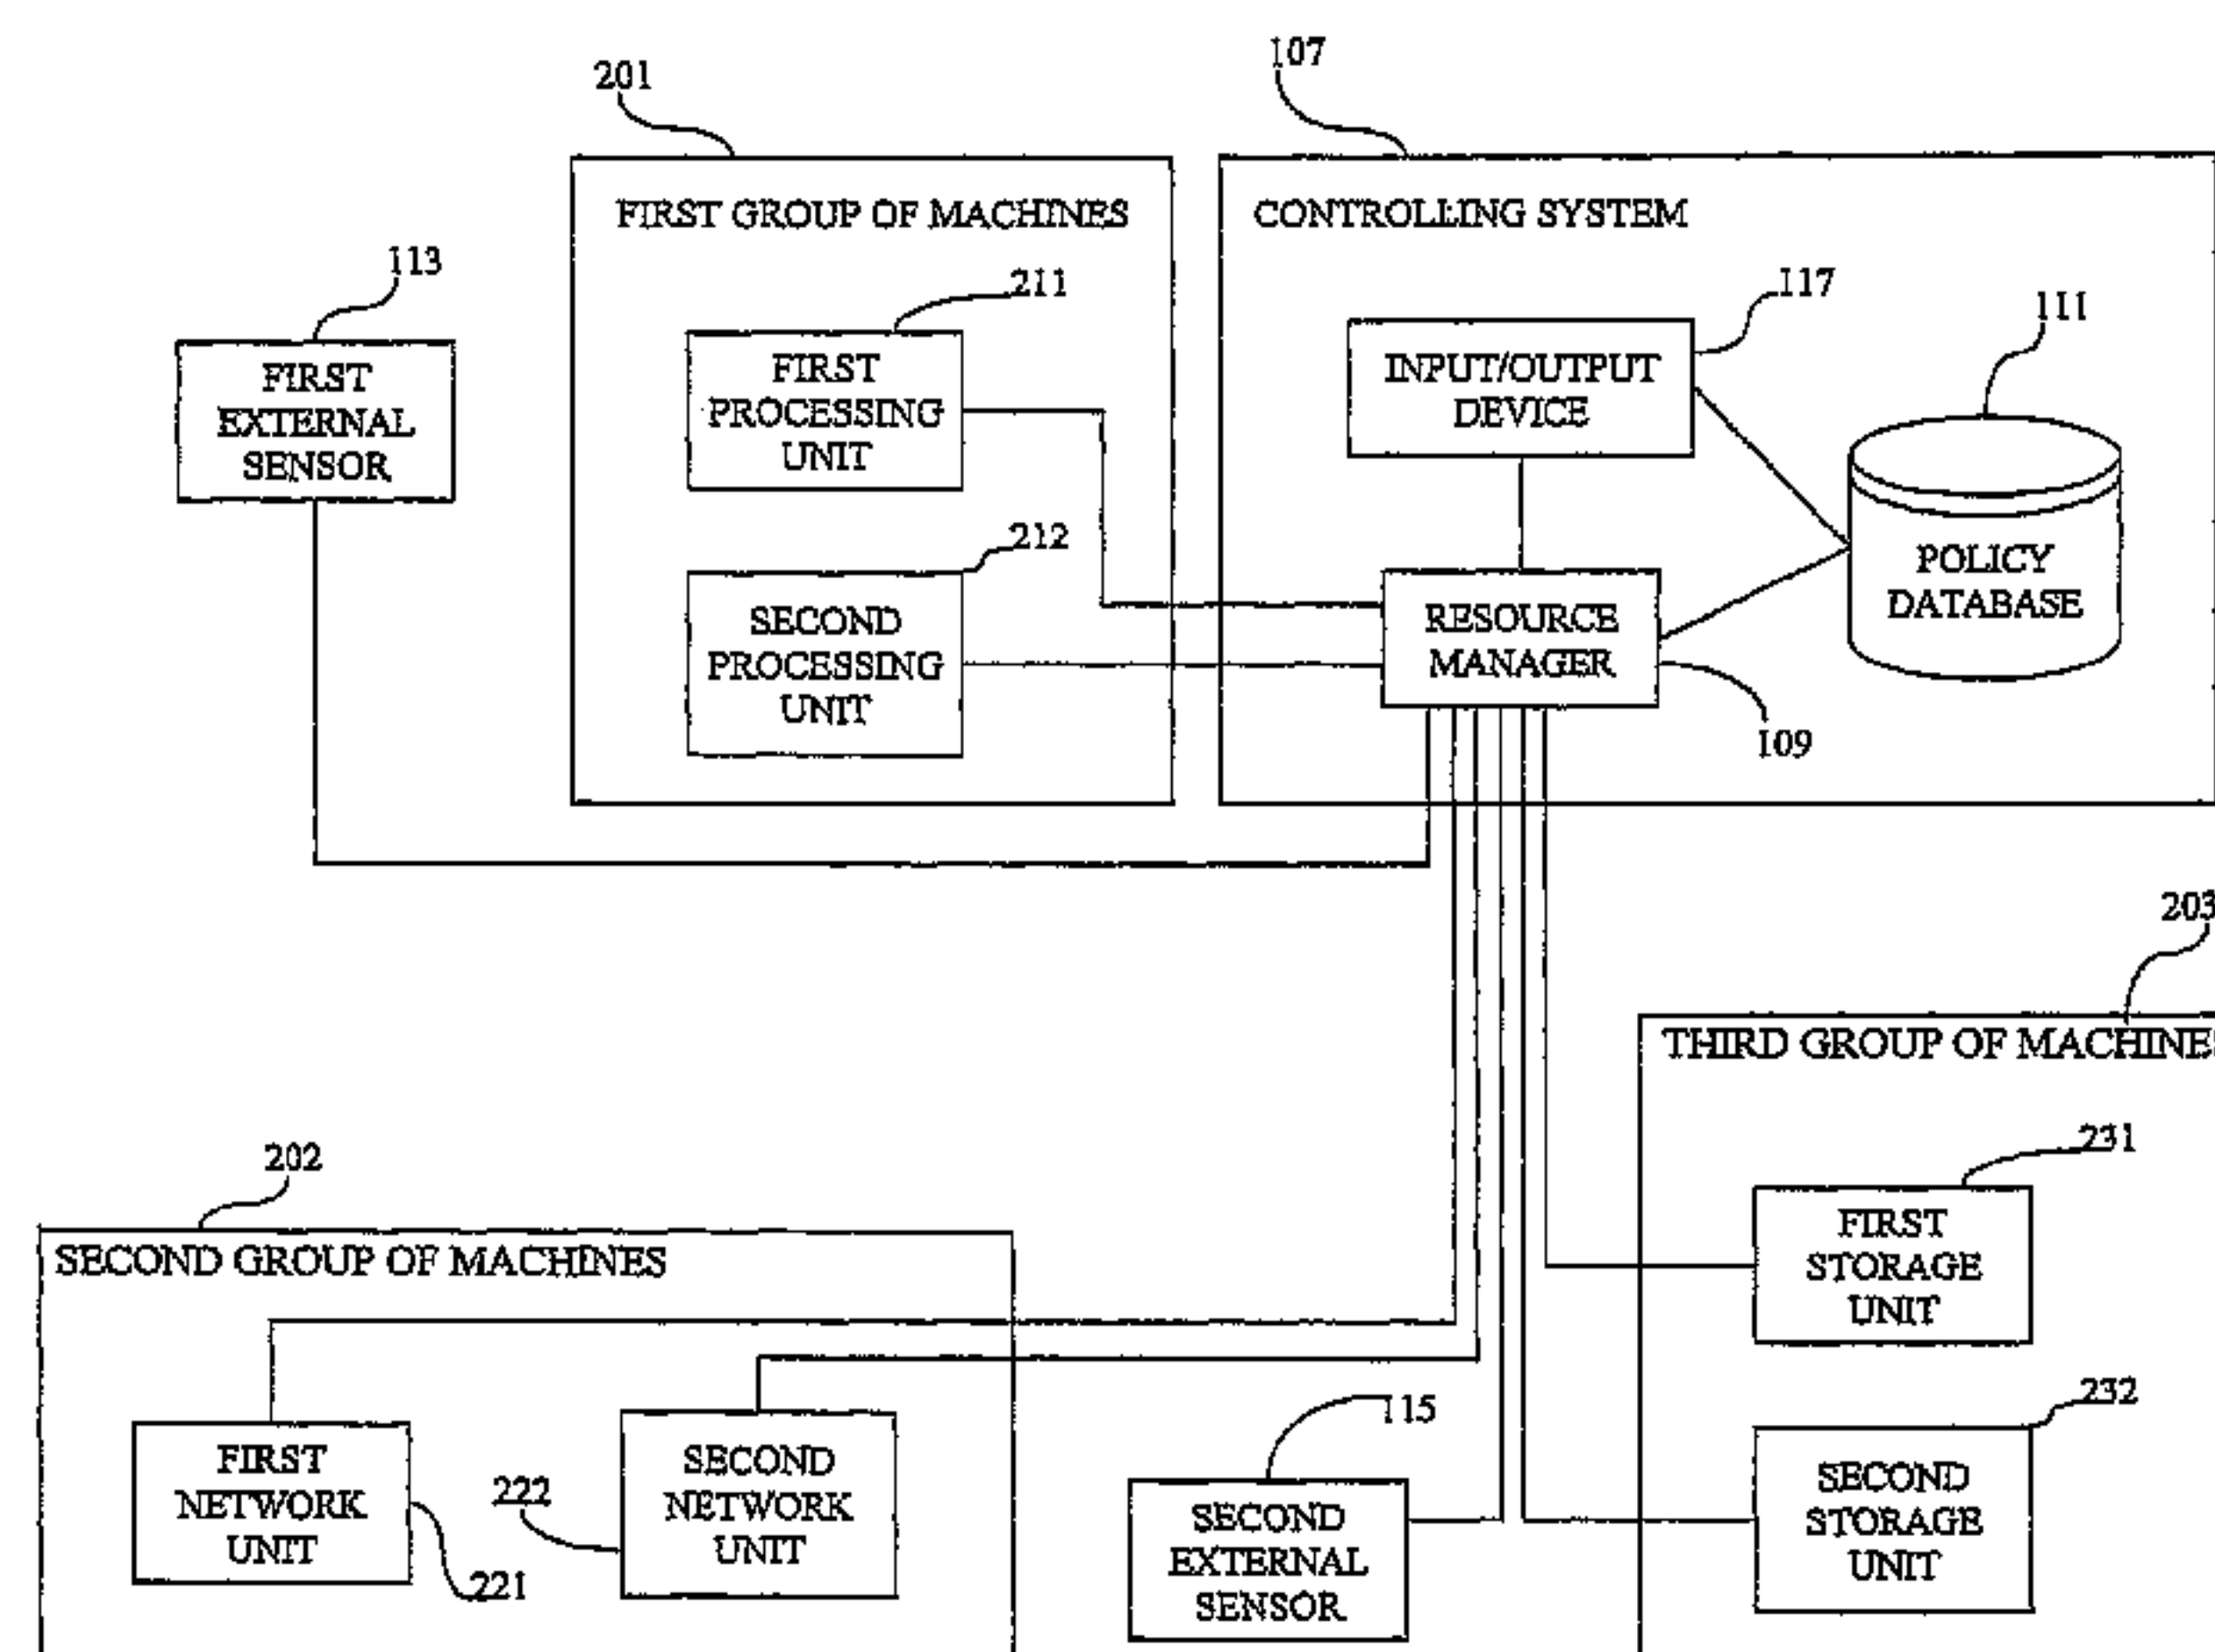 107
201
FIRST GROUP OF MACHINES
CONTROLLING SYSTEM
113
211
117
111
FIRST
EXTERNAL
SENSOR
FIRST
PROCESSING
UNIT
INPUT/OUTPUT
DEVICE
212
SECOND
PROCESSING
UNIT
RESOURCE
MANAGER
POLICY
DATABASE
109
203
THIRD GROUP OF MACHINES
231
202
FIRST
STORAGE
UNIT
SECOND GROUP OF MACHINES
232
115
FIRST
NETWORK
UNIT
221
222
SECOND
NETWORK
UNIT
SECOND
EXTERNAL
SENSOR
SECOND
STORAGE
UNIT